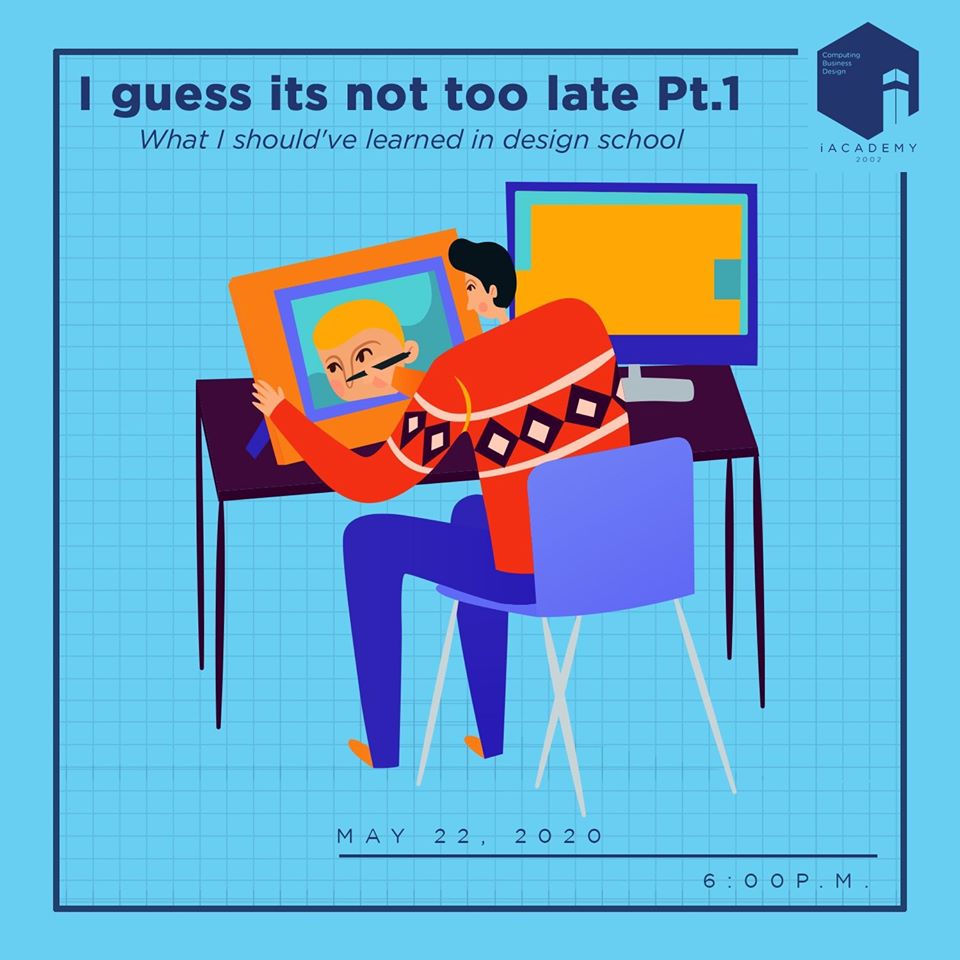 I guess its not too late Pt.1
What I should've learned in design school
Computing
Business
Design
iACADEMY
2002
MAY 22, 2020
6:00P.M.